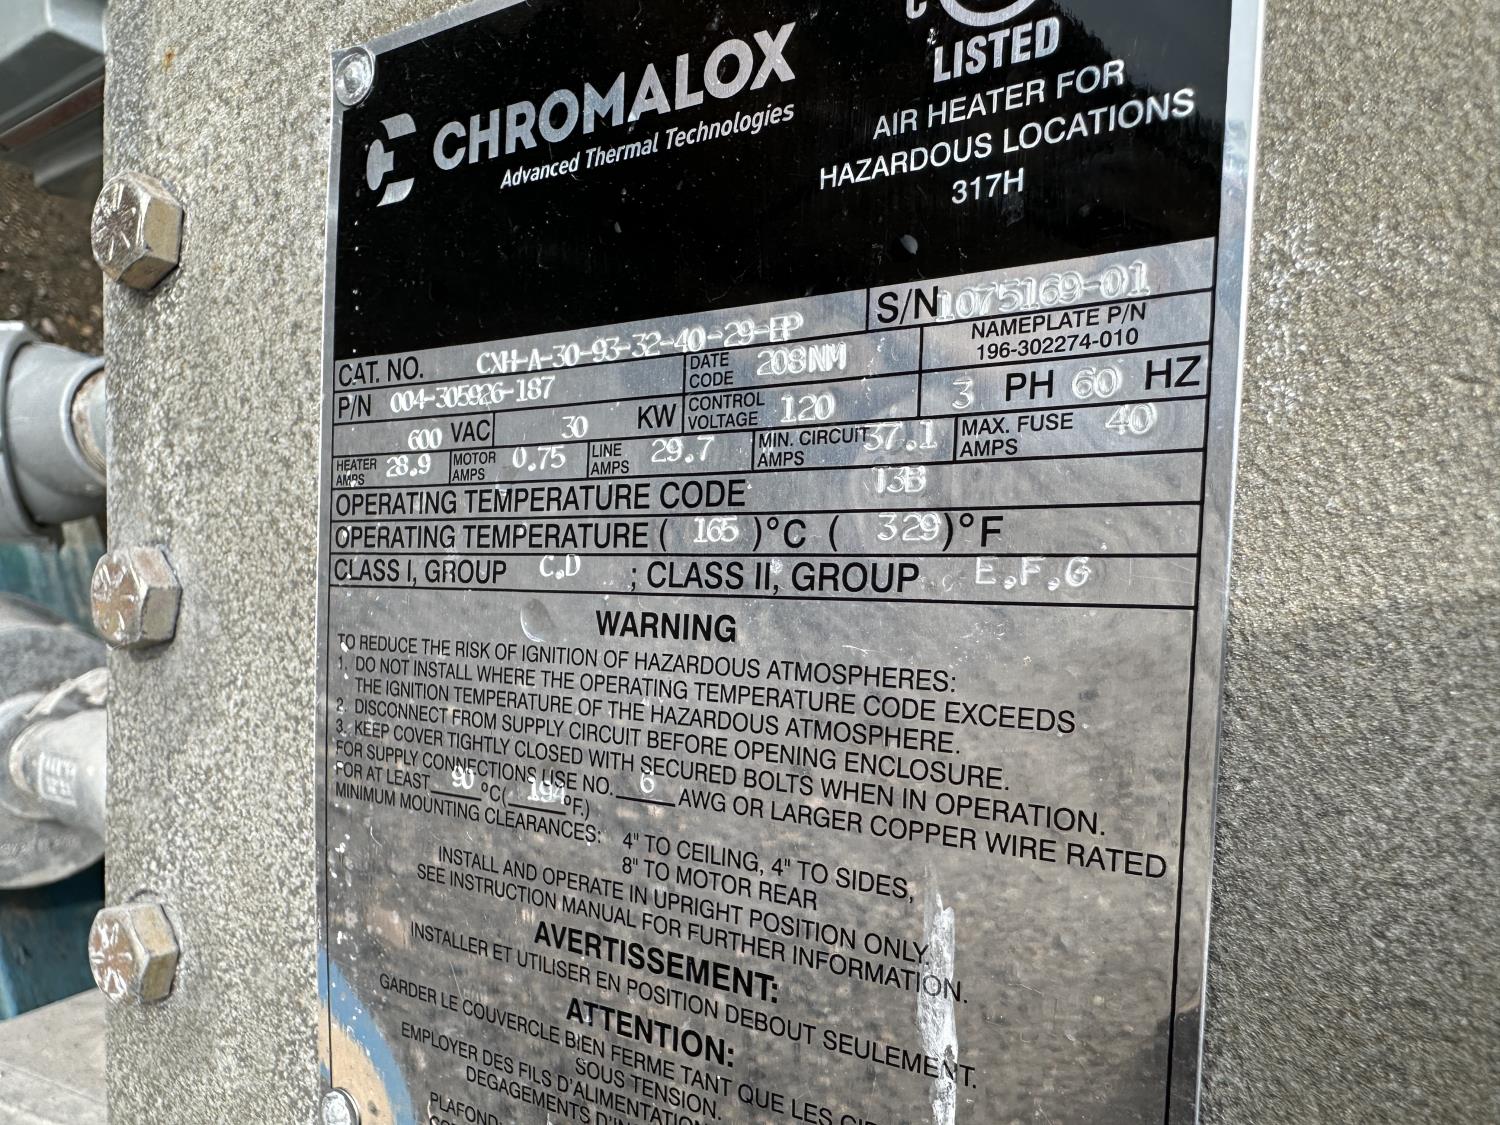 C
LISTED
CHROMALOX
Advanced Thermal Technologies
AIR HEATER FOR
HAZARDOUS LOCATIONS
317H
S/N 1075169-01
CAT. NO. CXH-A-30-93-32-40-29-EP
NAMEPLATE P/N
196-302274-010
P/N 004-305926-187
DATE CODE 208NM
600 VAC 30 KW
CONTROL VOLTAGE 120
3 PH 60 HZ
HEATER AMPS 28.9 MOTOR AMPS 0.75 LINE AMPS 29.7 MIN. CIRCUIT AMPS 37.1 MAX. FUSE AMPS 40
OPERATING TEMPERATURE CODE T3B
OPERATING TEMPERATURE ( 165 )°C ( 329 )°F
CLASS I, GROUP C,D ; CLASS II, GROUP E,F,G
WARNING
TO REDUCE THE RISK OF IGNITION OF HAZARDOUS ATMOSPHERES:
1. DO NOT INSTALL WHERE THE OPERATING TEMPERATURE CODE EXCEEDS
THE IGNITION TEMPERATURE OF THE HAZARDOUS ATMOSPHERE.
2. DISCONNECT FROM SUPPLY CIRCUIT BEFORE OPENING ENCLOSURE.
3. KEEP COVER TIGHTLY CLOSED WITH SECURED BOLTS WHEN IN OPERATION.
FOR SUPPLY CONNECTIONS USE NO. 6 AWG OR LARGER COPPER WIRE RATED
FOR AT LEAST 90 °C( 194 °F.)
MINIMUM MOUNTING CLEARANCES: 4" TO CEILING, 4" TO SIDES,
8" TO MOTOR REAR
INSTALL AND OPERATE IN UPRIGHT POSITION ONLY.
SEE INSTRUCTION MANUAL FOR FURTHER INFORMATION.
AVERTISSEMENT:
INSTALLER ET UTILISER EN POSITION DEBOUT SEULEMENT.
ATTENTION:
GARDER LE COUVERCLE BIEN FERME TANT QUE LES
SOUS TENSION.
EMPLOYER DES FILS D'ALIMENTATION
DEGAGEMENTS
PLAFOND: